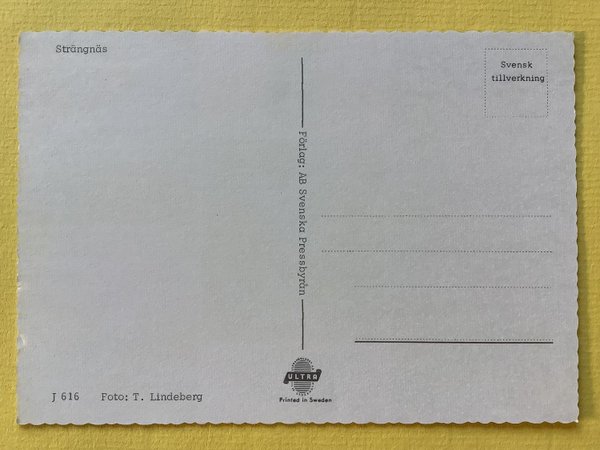 Strängnäs
Svensk
tillverkning
Förlag: AB Svenska Pressbyrån
ULTRA
Printed in Sweden
J 616 Foto: T. Lindeberg